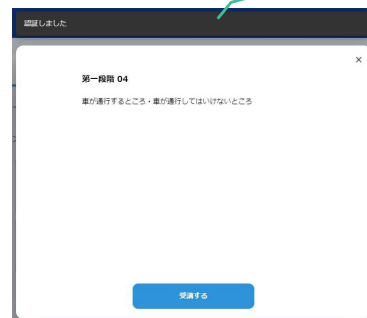 認証しました
×
第一段階 04
車が通行するところ・車が通行してはいけないところ
受講する